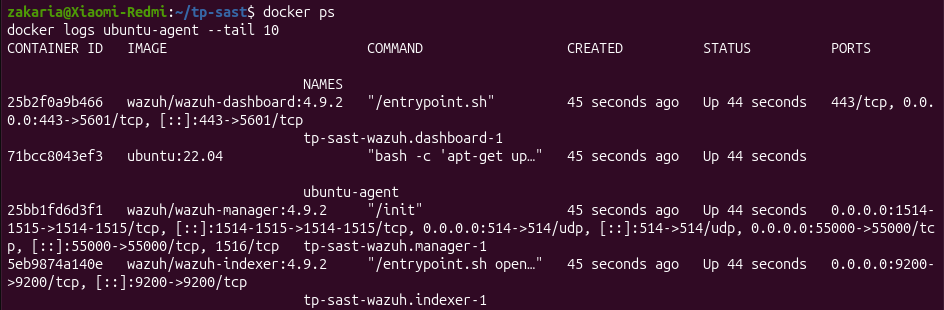 zakaria@Xiaomi-Redmi:~/tp-sast$ docker ps
docker logs ubuntu-agent --tail 10
CONTAINER ID   IMAGE                         COMMAND                  CREATED          STATUS          PORTS
NAMES
25b2f0a9b466   wazuh/wazuh-dashboard:4.9.2   "/entrypoint.sh"         45 seconds ago   Up 44 seconds   443/tcp, 0.0.
0.0:443->5601/tcp, [::]:443->5601/tcp
tp-sast-wazuh.dashboard-1
71bcc8043ef3   ubuntu:22.04                  "bash -c 'apt-get up…"   45 seconds ago   Up 44 seconds
ubuntu-agent
25bb1fd6d3f1   wazuh/wazuh-manager:4.9.2     "/init"                  45 seconds ago   Up 44 seconds   0.0.0.0:1514-
1515->1514-1515/tcp, [::]:1514-1515->1514-1515/tcp, 0.0.0.0:514->514/udp, [::]:514->514/udp, 0.0.0.0:55000->55000/tc
p, [::]:55000->55000/tcp, 1516/tcp   tp-sast-wazuh.manager-1
5eb9874a140e   wazuh/wazuh-indexer:4.9.2     "/entrypoint.sh open…"   45 seconds ago   Up 44 seconds   0.0.0.0:9200-
>9200/tcp, [::]:9200->9200/tcp
tp-sast-wazuh.indexer-1